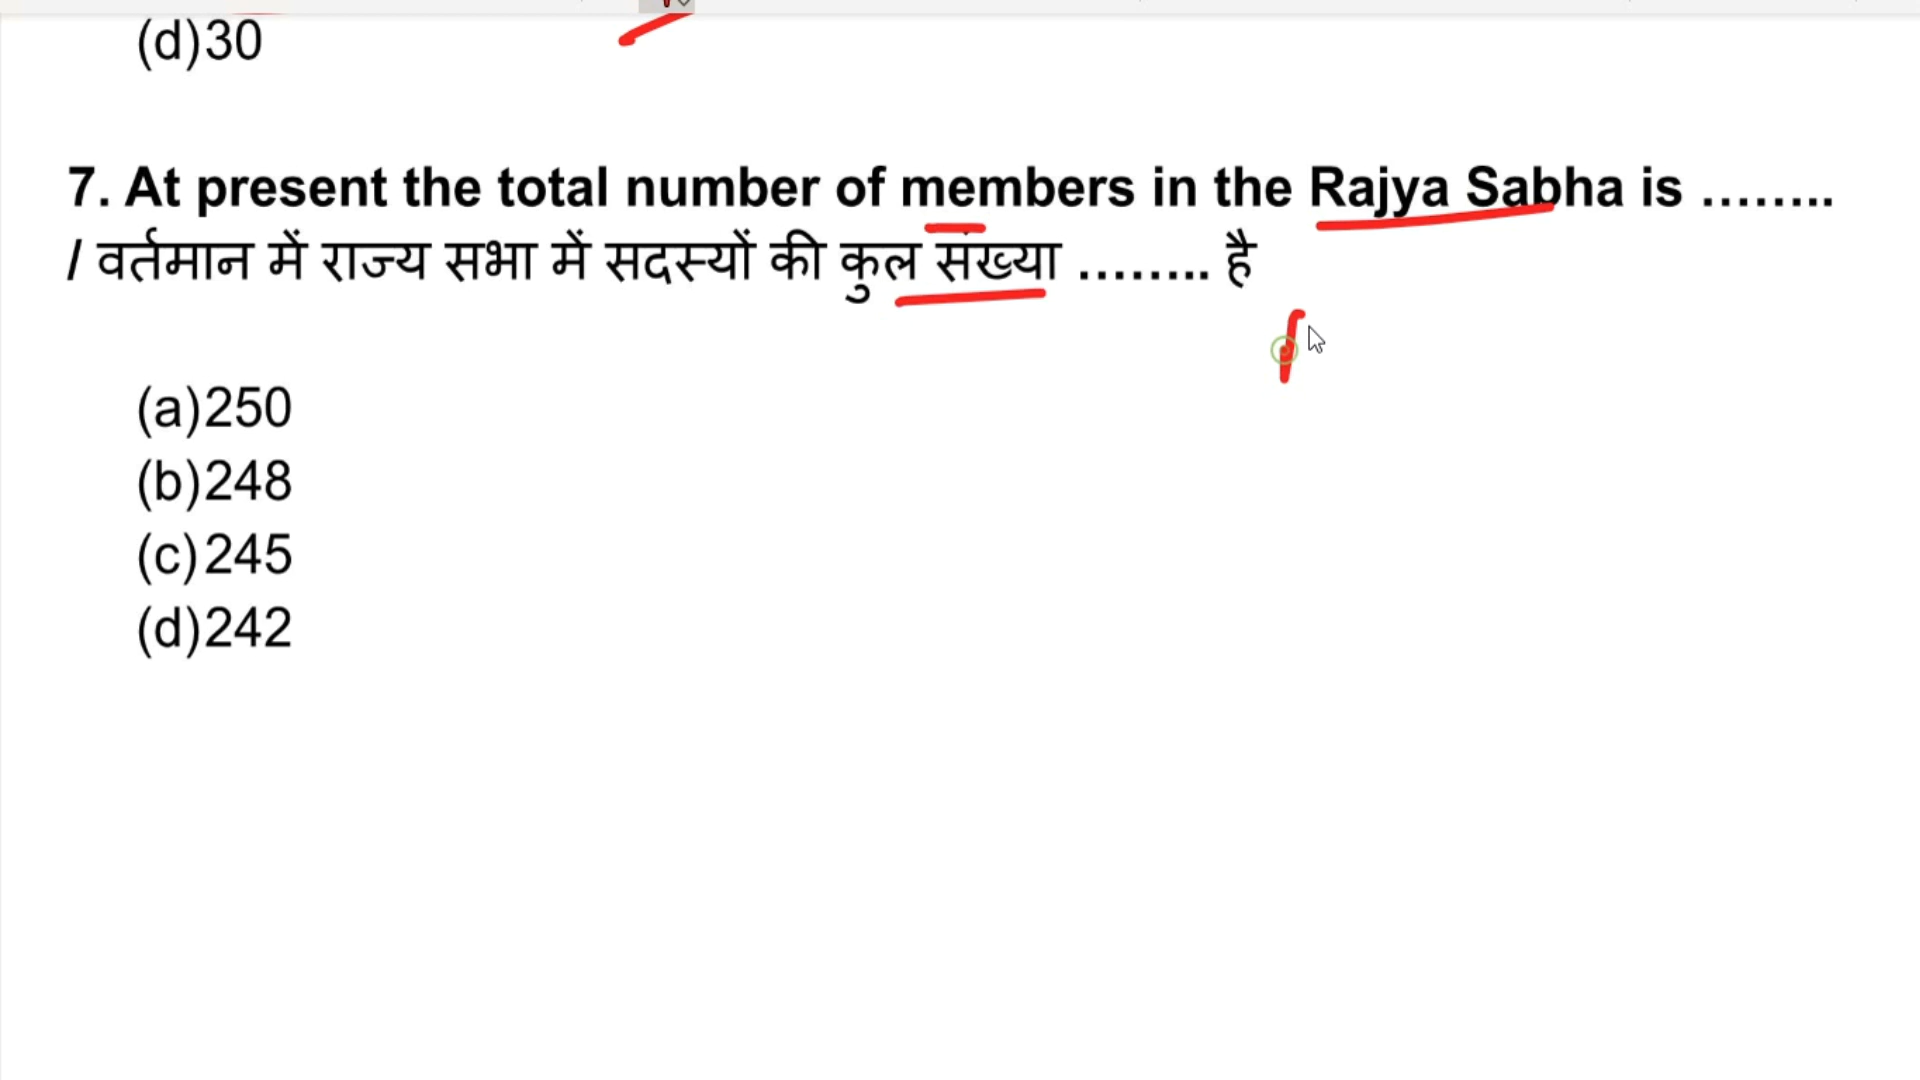 (d)30
7. At present the total number of members in the Rajya Sabha is ........
/ वर्तमान में राज्य सभा में सदस्यों की कुल संख्या ........ है
(a)250
(b)248
(c)245
(d)242